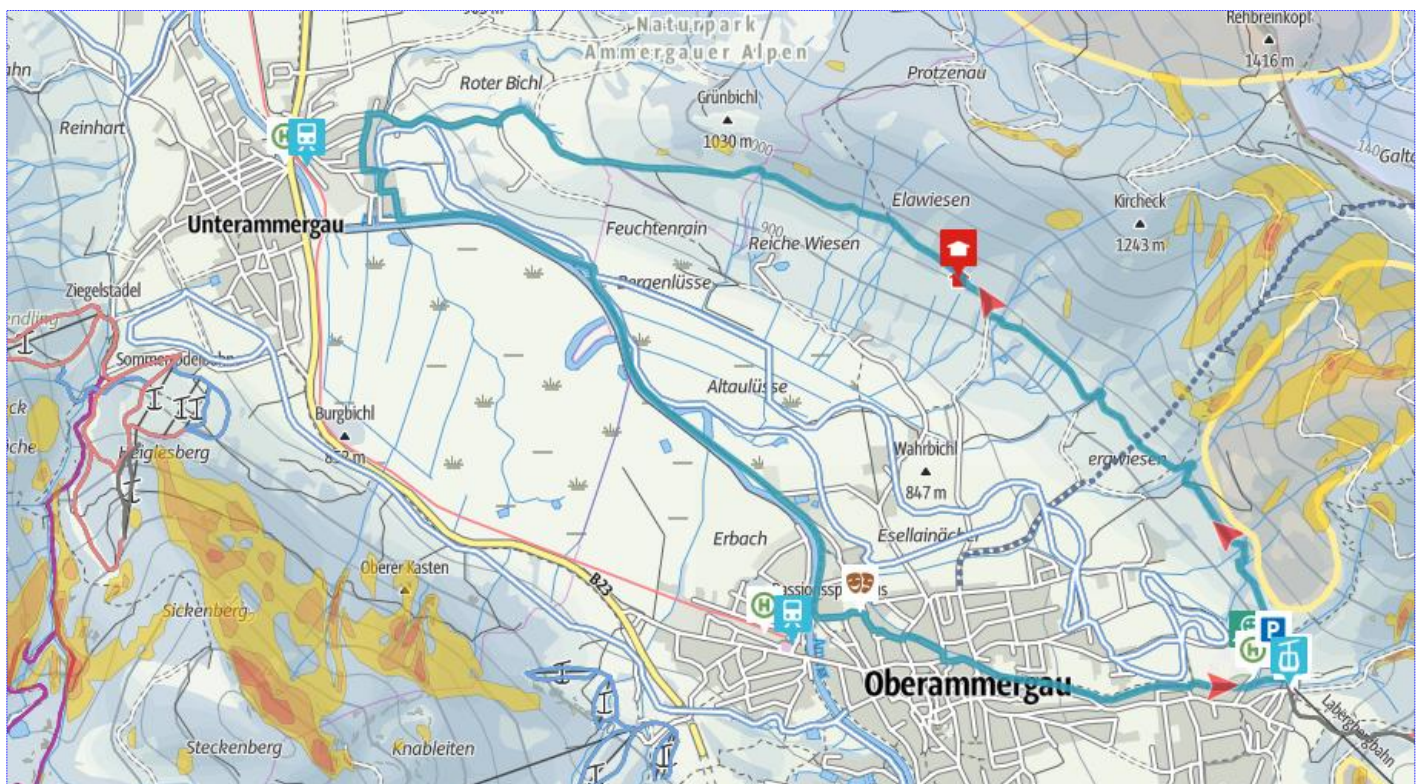 Naturpark
Ammergauer Alpen
Rehbreinkopf
1416 m
Roter Bichl
Protzenau
Grünbichl
1030 m
Reinhart
Elawiesen
Kircheck
1243 m
Unterammergau
Feuchtenrain
900
Reiche Wiesen
Ziegelstadel
Altaulüsse
Burgbichl
Heiglesberg
Wahrbichl
847 m
ergwiesen
Erbach
Oberer Kasten
B23
Sickenberg
Oberammergau
Laberbergbahn
Steckenberg
Knableiten
H
H
P
h